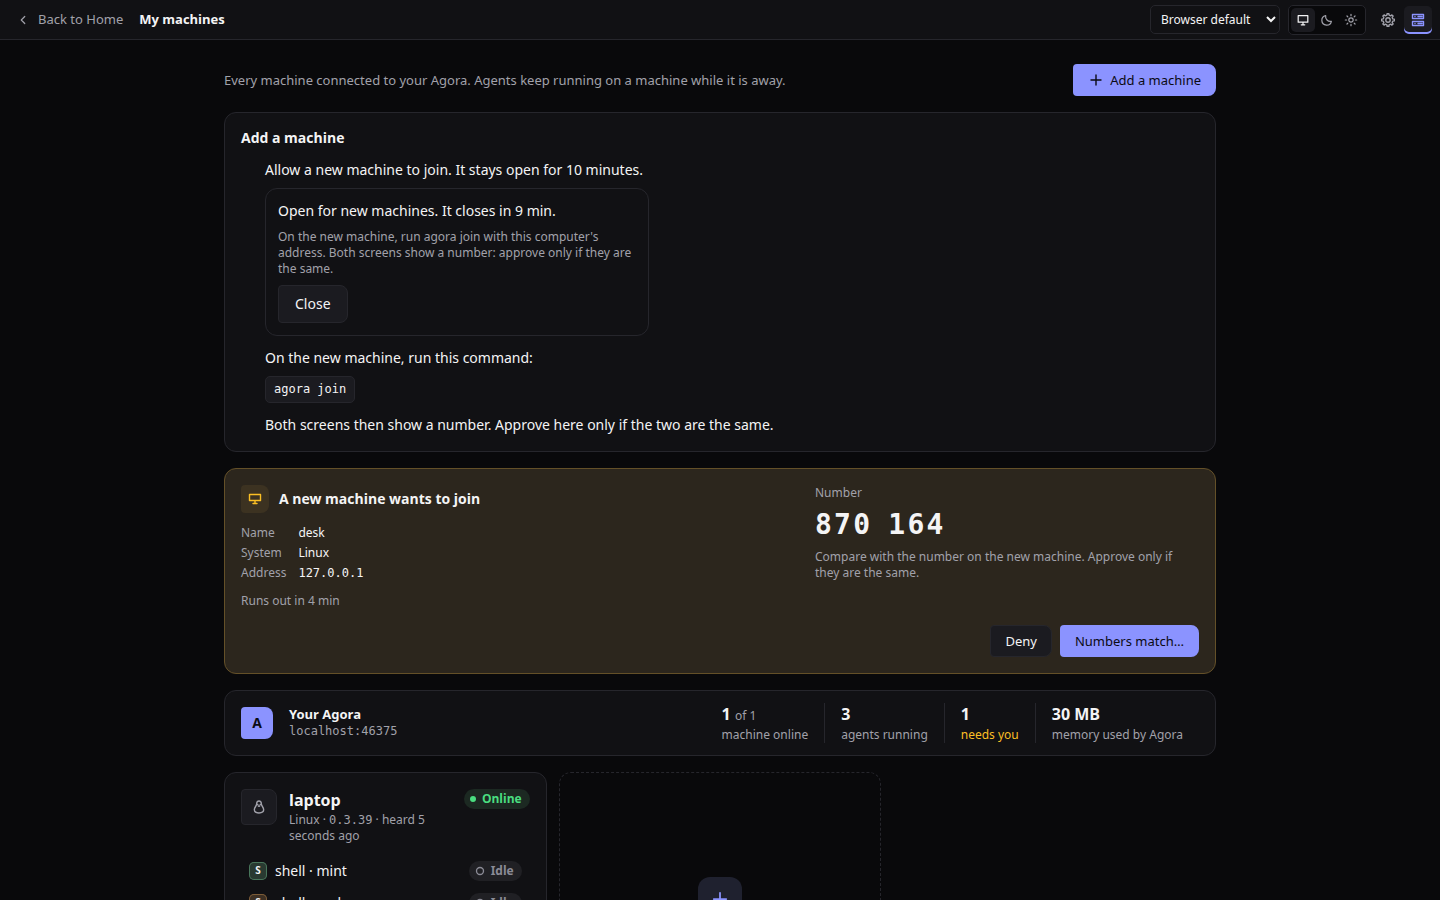 Back to Home
My machines
Browser default
Every machine connected to your Agora. Agents keep running on a machine while it is away.
Add a machine
Add a machine
Allow a new machine to join. It stays open for 10 minutes.
Open for new machines. It closes in 9 min.
On the new machine, run agora join with this computer's
address. Both screens show a number: approve only if they are
the same.
Close
On the new machine, run this command:
agora join
Both screens then show a number. Approve here only if the two are the same.
A new machine wants to join
Name desk
System Linux
Address 127.0.0.1
Runs out in 4 min
Number
870 164
Compare with the number on the new machine. Approve only if
they are the same.
Deny
Numbers match...
A
Your Agora
localhost:46375
1 of 1
machine online
3
agents running
1
needs you
30 MB
memory used by Agora
laptop
Online
Linux · 0.3.39 · heard 5
seconds ago
S
shell · mint
Idle